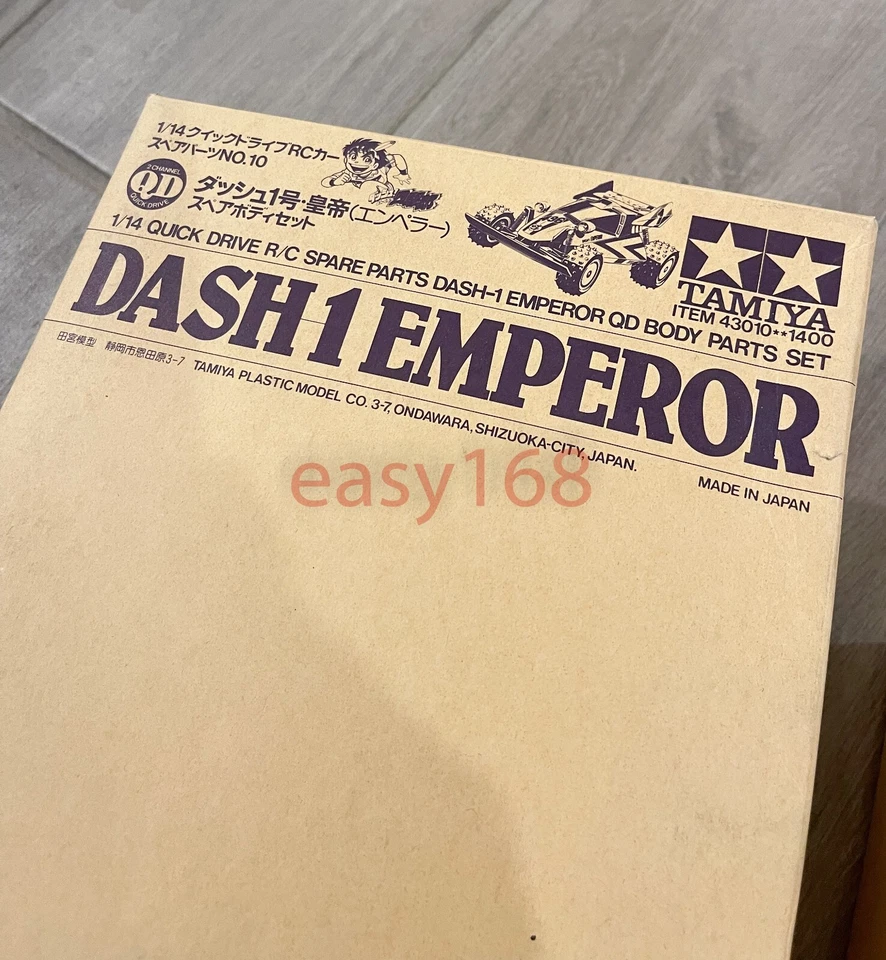 1/14クイックドライブRCカー
スペアパーツNO.10
2 CHANNEL
QD
QUICK DRIVE
ダッシュ1号・皇帝(エンペラー)
スペアボディセット
TAMIYA
ITEM 43010**1400
1/14 QUICK DRIVE R/C SPARE PARTS DASH-1 EMPEROR QD BODY PARTS SET
DASH-1 EMPEROR
田宮模型 静岡市恩田原3-7 TAMIYA PLASTIC MODEL CO. 3-7, ONDAWARA, SHIZUOKA-CITY, JAPAN.
MADE IN JAPAN
easy168